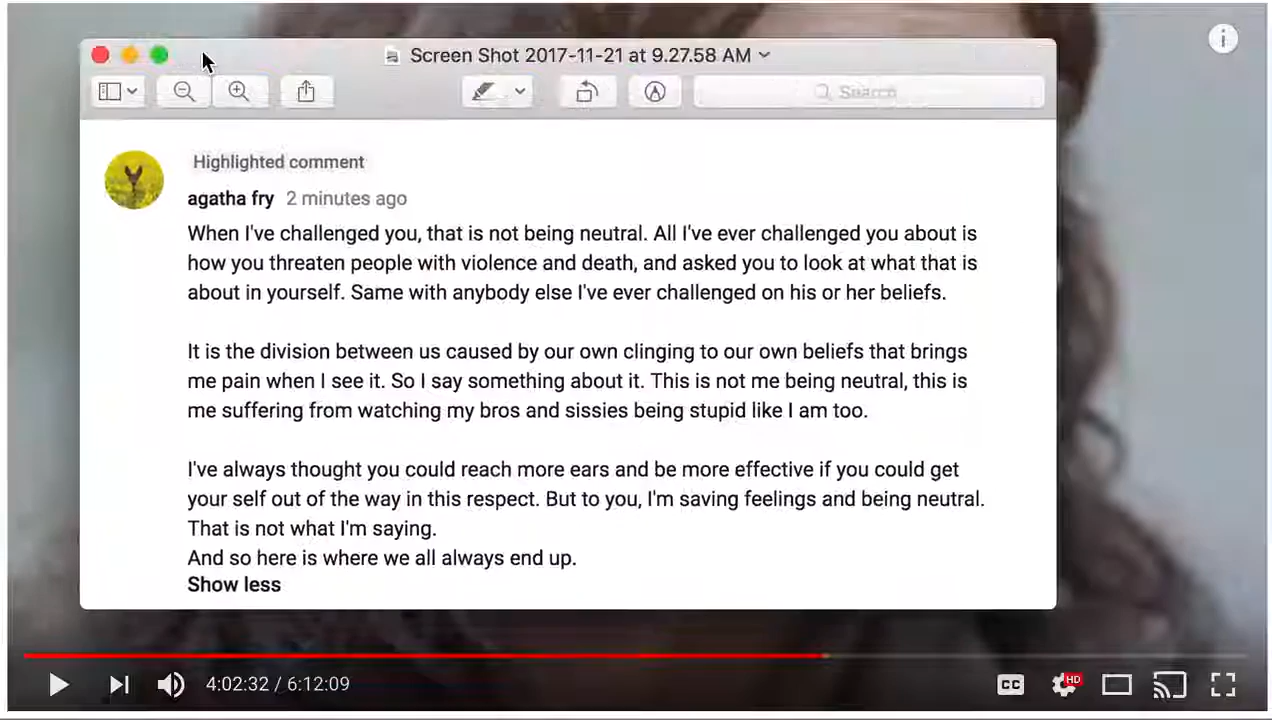 Screen Shot 2017-11-21 at 9.27.58 AM
Search
Highlighted comment
agatha fry 2 minutes ago
When I've challenged you, that is not being neutral. All I've ever challenged you about is
how you threaten people with violence and death, and asked you to look at what that is
about in yourself. Same with anybody else I've ever challenged on his or her beliefs.
It is the division between us caused by our own clinging to our own beliefs that brings
me pain when I see it. So I say something about it. This is not me being neutral, this is
me suffering from watching my bros and sissies being stupid like I am too.
I've always thought you could reach more ears and be more effective if you could get
your self out of the way in this respect. But to you, I'm saving feelings and being neutral.
That is not what I'm saying.
And so here is where we all always end up.
Show less
4:02:32 / 6:12:09
CC
HD